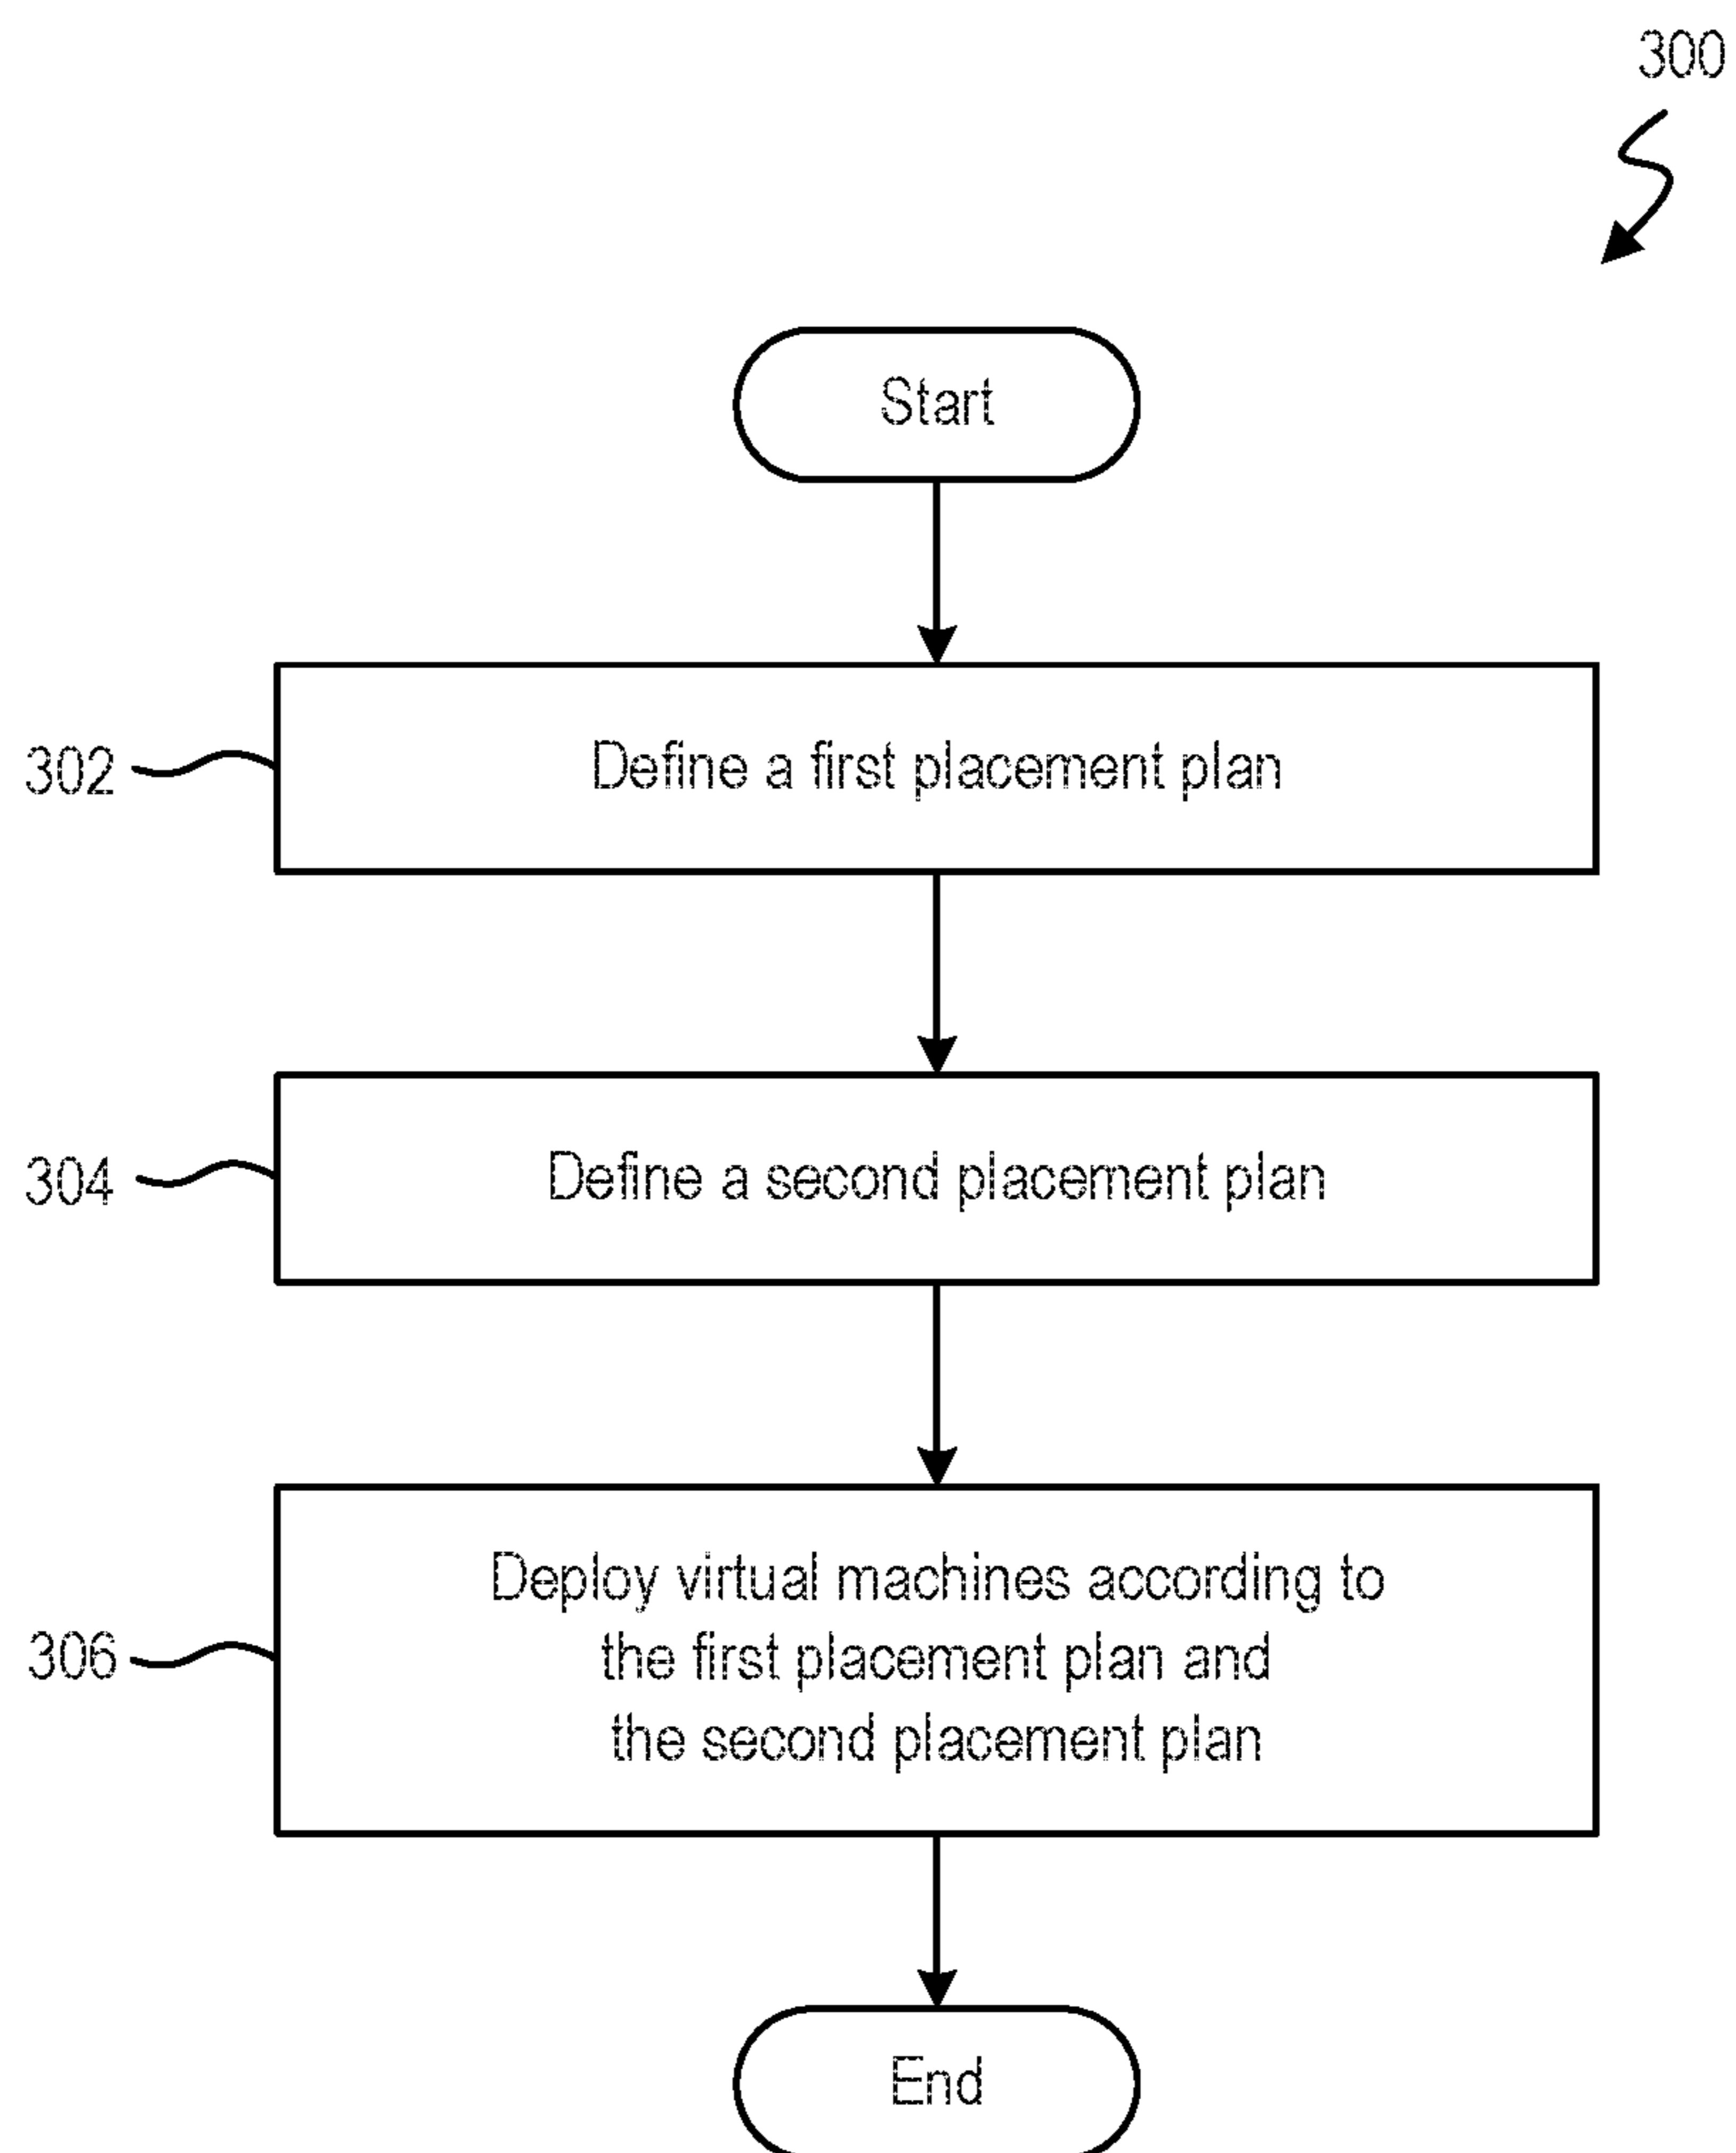 300
Start
302
Define a first placement plan
304
Define a second placement plan
Deploy virtual machines according to
306
the first placement plan and
the second placement plan
End